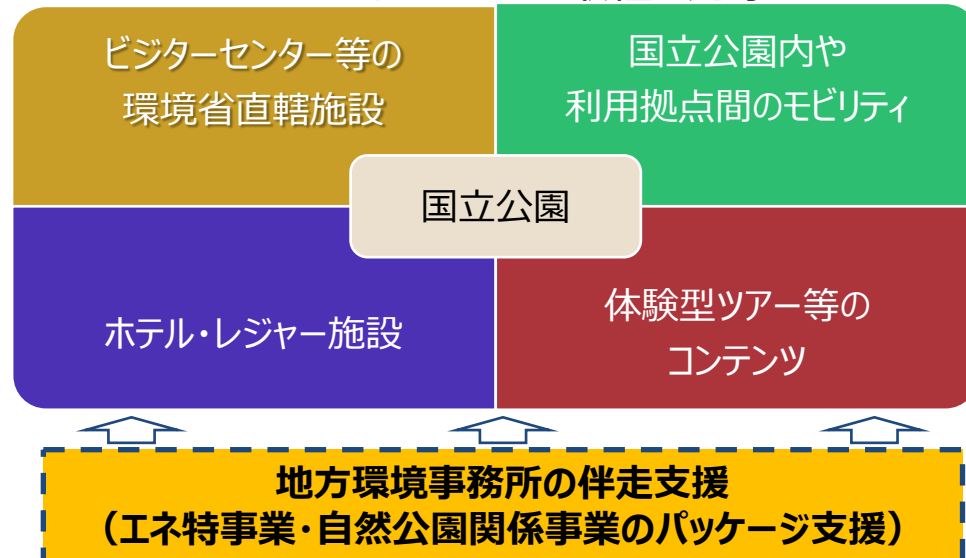 ビジターセンター等の
環境省直轄施設
国立公園内や
利用拠点間のモビリティ
国立公園
ホテル・レジャー施設
体験型ツアー等の
コンテンツ
地方環境事務所の伴走支援
（エネ特事業・自然公園関係事業のパッケージ支援）